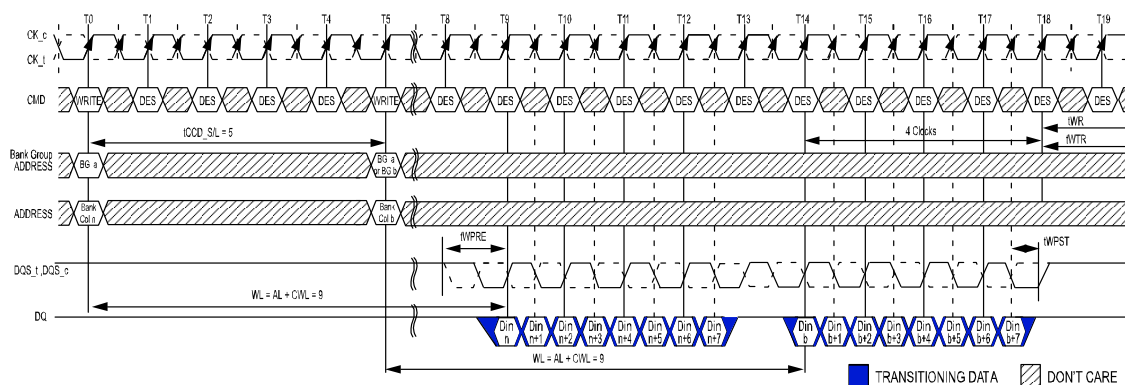 T0 T1 T2 T3 T4 T5 T8 T9 T10 T11 T12 T13 T14 T15 T16 T17 T18 T19
CK_c
CK_t
CMD WRITE DES DES DES DES WRITE DES DES DES DES DES DES DES DES DES DES DES DES
tCCD_S/L = 5 4 Clocks tWR
tWTR
Bank Group
ADDRESS BG a BG a
or BG b
ADDRESS Bank
Col n Bank
Col b
tWPRE tWPST
DQS_t ,DQS_c
WL = AL + CWL = 9
DQ Din
n Din
n+1 Din
n+2 Din
n+3 Din
n+4 Din
n+5 Din
n+6 Din
n+7 Din
b Din
b+1 Din
b+2 Din
b+3 Din
b+4 Din
b+5 Din
b+6 Din
b+7
WL = AL + CWL = 9
TRANSITIONING DATA DON'T CARE